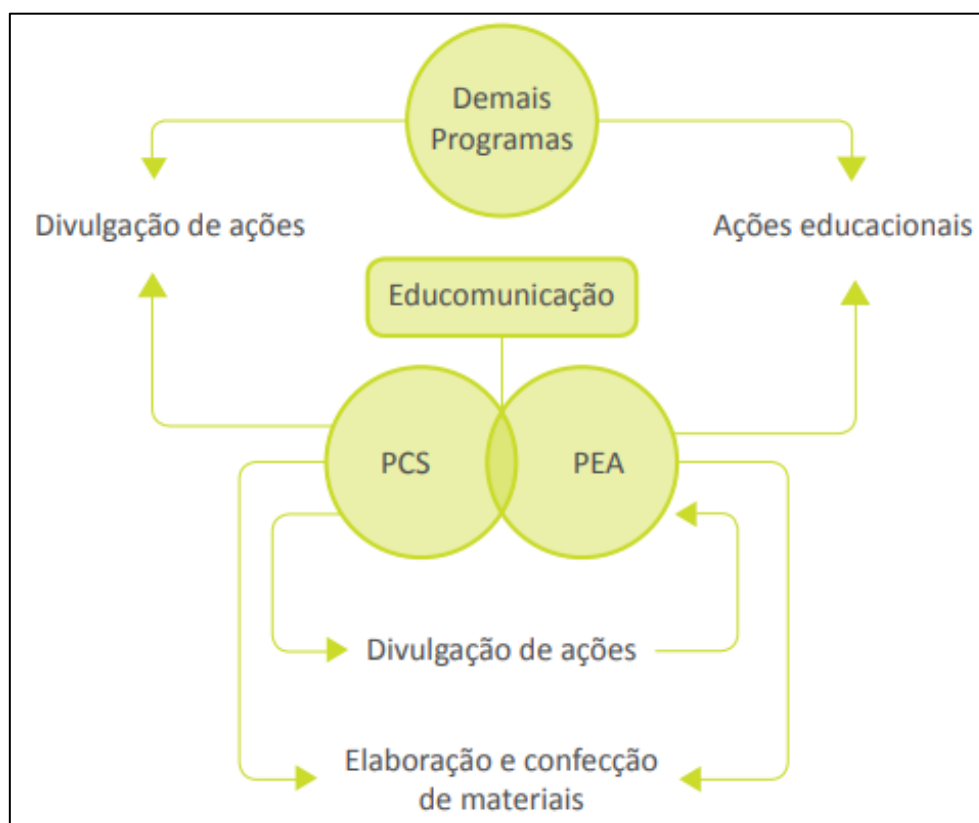 Demais
Programas
Divulgação de ações
Ações educacionais
Educomunicação
PCS
PEA
Divulgação de ações
Elaboração e confecção
de materiais